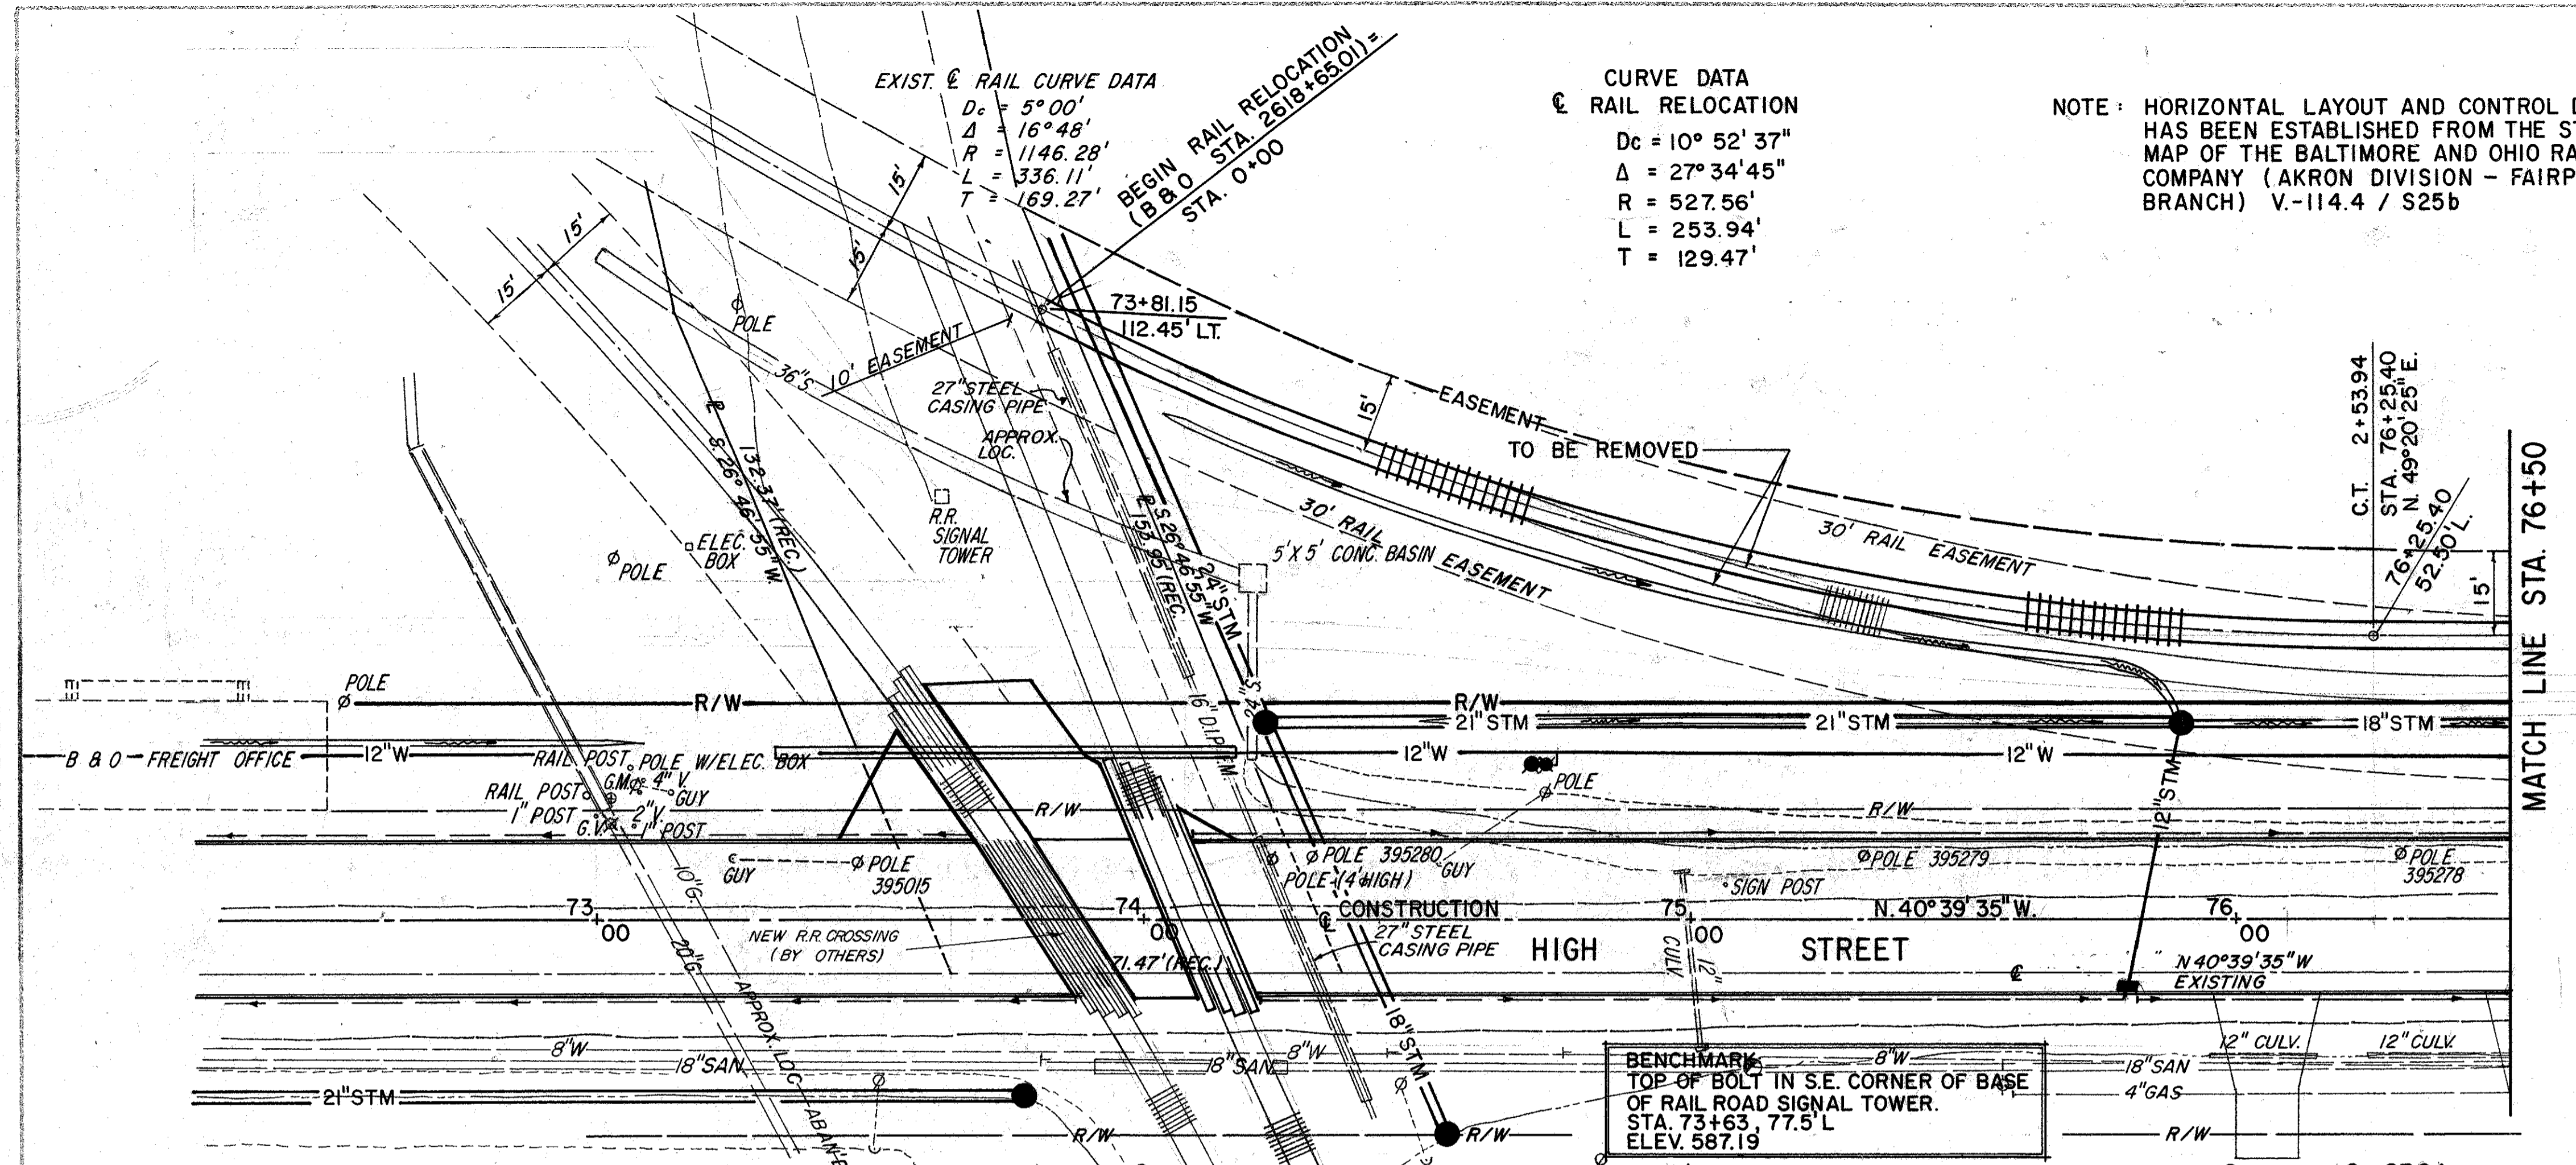 EXIST. ℄ RAIL CURVE DATA
Dc = 5°00'
Δ = 16°48'
R = 1146.28'
L = 336.11'
T = 169.27'
BEGIN RAIL RELOCATION
(B & O STA. 2618+65.01) =
STA. 0+00
CURVE DATA
℄ RAIL RELOCATION
Dc = 10° 52' 37"
Δ = 27°34'45"
R = 527.56'
L = 253.94'
T = 129.47'
NOTE: HORIZONTAL LAYOUT AND CONTROL
HAS BEEN ESTABLISHED FROM THE
MAP OF THE BALTIMORE AND OHIO
COMPANY (AKRON DIVISION - FAIRP
BRANCH) V.-114.4 / S25b
15'
15'
15'
15'
POLE
10' EASEMENT
36"S
73+81.15
112.45' LT.
27" STEEL
CASING PIPE
APPROX.
LOC.
15'
EASEMENT
TO BE REMOVED
30' RAIL EASEMENT
30' RAIL EASEMENT
C.T. 2+53.94
STA. 76+25.40
N. 49°20'25" E.
76+25.40
52.50' L.
15'
MATCH LINE STA. 76+50
℄ S. 26° 46' 55" W.
132.37' (REC.)
℄ S. 26° 46' 55" W
153.95' (REC.
24" STM
R.R.
SIGNAL
TOWER
ELEC.
BOX
POLE
5'X 5' CONC. BASIN
24"S.
16" D.I.P. F.M.
POLE
R/W
R/W
21"STM
21"STM
18"STM
B & O FREIGHT OFFICE
12"W
RAIL POST
POLE W/ELEC. BOX
12"W
12"W
G.M.
4" V.
GUY
RAIL POST
1" POST
2" V.
G.V.
1" POST
R/W
POLE
R/W
12"STM
GUY
POLE
395015
10"G.
POLE 395280
GUY
POLE (4' HIGH)
POLE 395279
SIGN POST
POLE
395278
73+00
74+00
℄ CONSTRUCTION
75+00
N. 40°39'35" W.
76+00
NEW R.R. CROSSING
(BY OTHERS)
71.47' (REC.)
27" STEEL
CASING PIPE
HIGH STREET
CULV.
12"
℄
N 40°39'35"W
EXISTING
20"G
APPROX. LOC
8"W
18"SAN
18"SAN
8"W
18"STM
8"W
12" CULV.
12" CULV.
18"SAN
4"GAS
21"STM
R/W
R/W
R/W
BENCHMARK
TOP OF BOLT IN S.E. CORNER OF BASE
OF RAIL ROAD SIGNAL TOWER.
STA. 73+63, 77.5'L
ELEV. 587.19